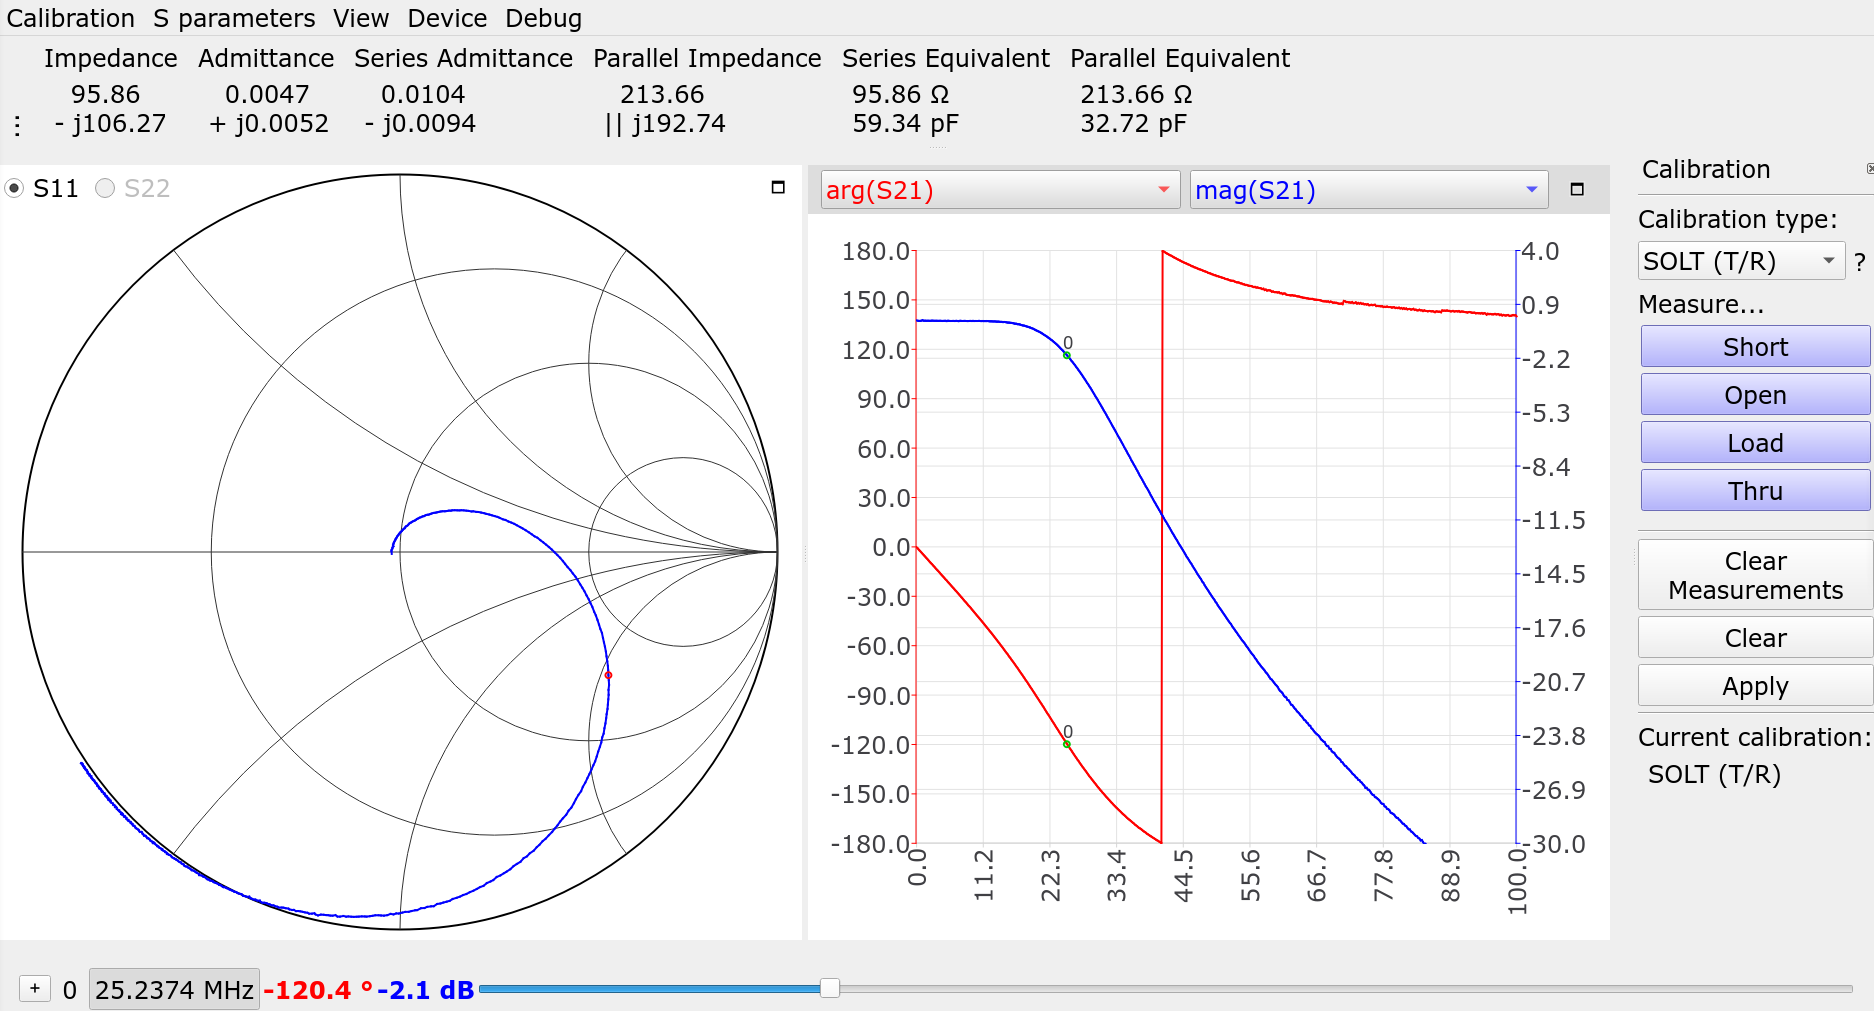 Calibration S parameters View Device Debug
Impedance Admittance Series Admittance Parallel Impedance Series Equivalent Parallel Equivalent
95.86 0.0047 0.0104 213.66 95.86 Ω 213.66 Ω
- j106.27 + j0.0052 - j0.0094 || j192.74 59.34 pF 32.72 pF
S11 S22
arg(S21) mag(S21)
180.0
150.0
120.0
90.0
60.0
30.0
0.0
-30.0
-60.0
-90.0
-120.0
-150.0
-180.0
0
0
4.0
0.9
-2.2
-5.3
-8.4
-11.5
-14.5
-17.6
-20.7
-23.8
-26.9
-30.0
0.0 11.2 22.3 33.4 44.5 55.6 66.7 77.8 88.9 100.0
Calibration
Calibration type:
SOLT (T/R) ?
Measure...
Short
Open
Load
Thru
Clear
Measurements
Clear
Apply
Current calibration:
SOLT (T/R)
+ 0 25.2374 MHz -120.4 ° -2.1 dB